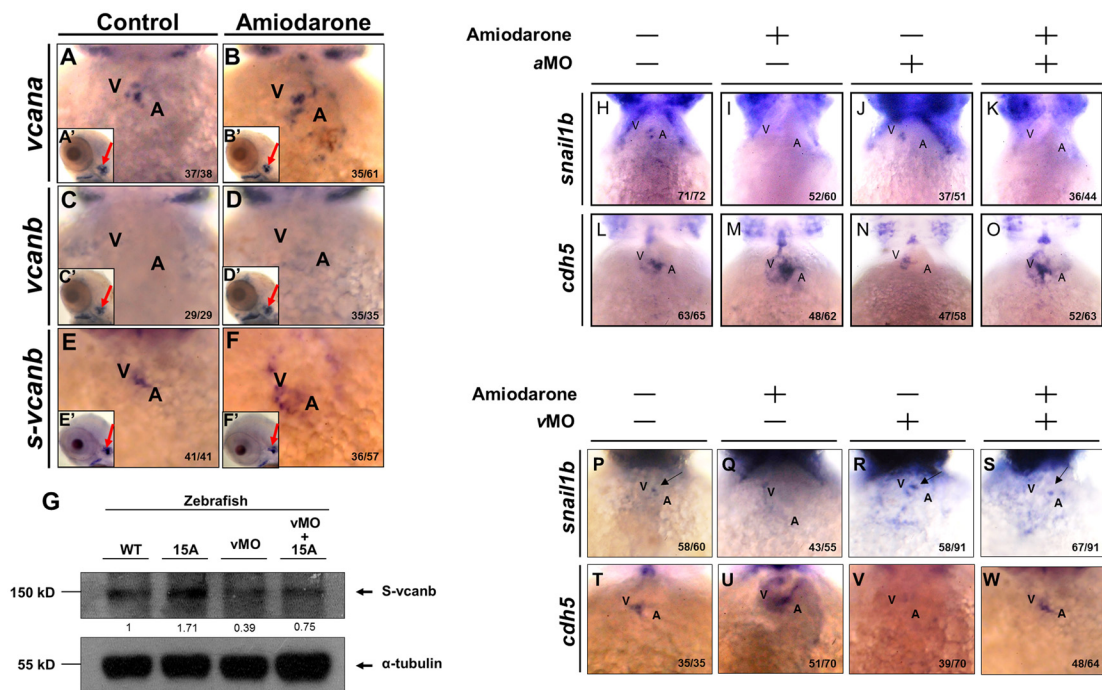 Control Amiodarone
vcana
A V A A' 37/38
B V A B' 35/61
vcanb
C V A C' 29/29
D V A D' 35/35
s-vcanb
E V A E' 41/41
F V A F' 36/57
G
Zebrafish
WT 15A vMO vMO + 15A
150 kD S-vcanb
1 1.71 0.39 0.75
55 kD α-tubulin
Amiodarone — + — +
aMO — — + +
snail1b
H V A 71/72
I V A 52/60
J V A 37/51
K V A 36/44
cdh5
L V A 63/65
M V A 48/62
N V A 47/58
O V A 52/63
Amiodarone — + — +
vMO — — + +
snail1b
P V A 58/60
Q V A 43/55
R V A 58/91
S V A 67/91
cdh5
T V A 35/35
U V A 51/70
V V A 39/70
W V A 48/64